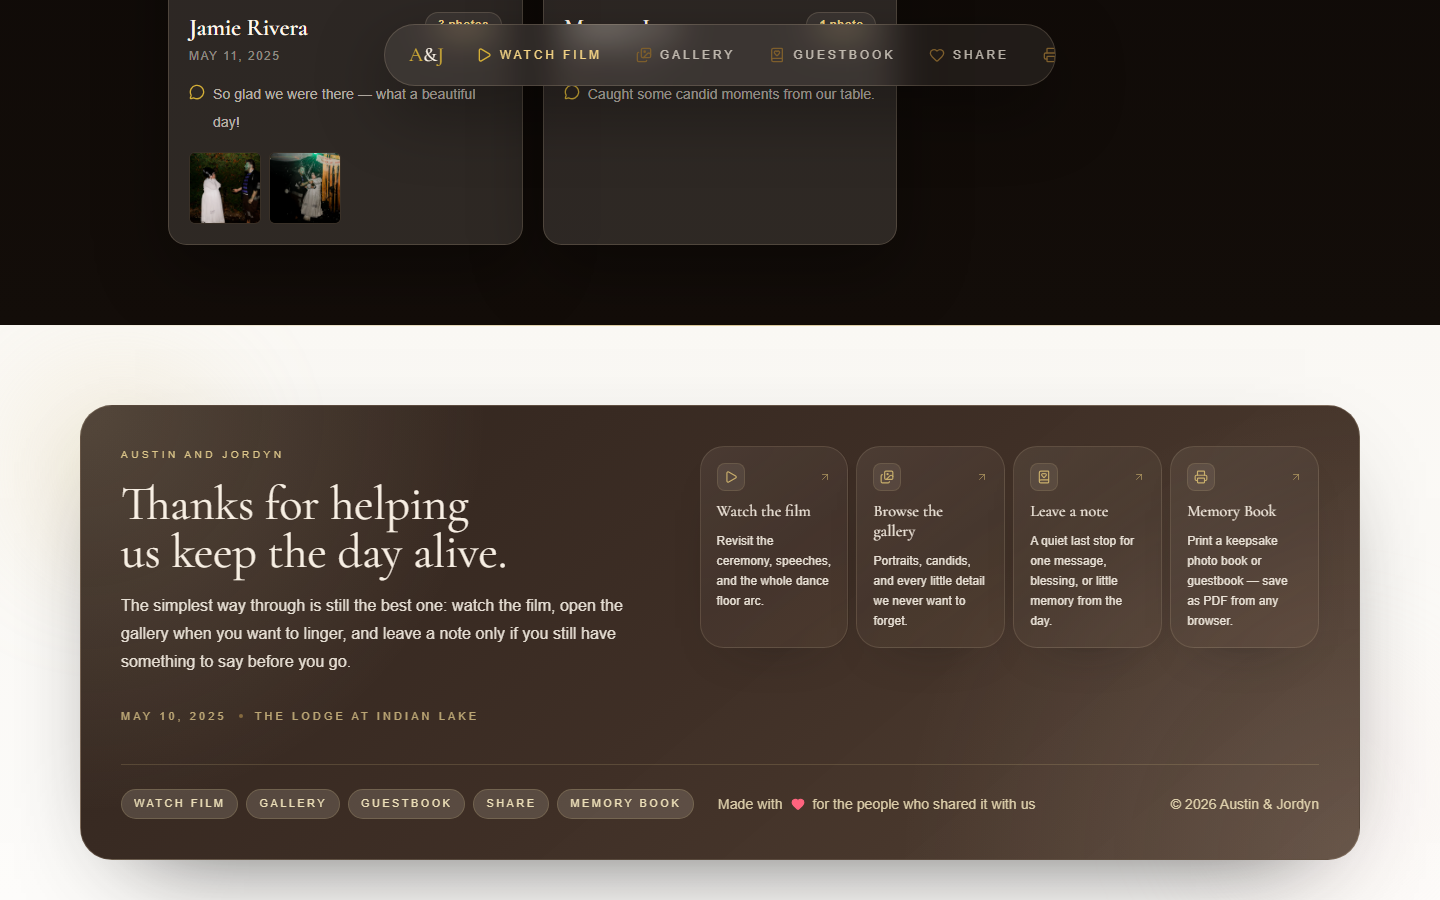 Jamie Rivera
MAY 11, 2025
So glad we were there — what a beautiful
day!
Caught some candid moments from our table.
A&J
WATCH FILM
GALLERY
GUESTBOOK
SHARE
AUSTIN AND JORDYN
Thanks for helping
us keep the day alive.
The simplest way through is still the best one: watch the film, open the
gallery when you want to linger, and leave a note only if you still have
something to say before you go.
MAY 10, 2025 • THE LODGE AT INDIAN LAKE
Watch the film
Revisit the
ceremony, speeches,
and the whole dance
floor arc.
Browse the
gallery
Portraits, candids,
and every little detail
we never want to
forget.
Leave a note
A quiet last stop for
one message,
blessing, or little
memory from the
day.
Memory Book
Print a keepsake
photo book or
guestbook — save
as PDF from any
browser.
WATCH FILM
GALLERY
GUESTBOOK
SHARE
MEMORY BOOK
Made with ♥ for the people who shared it with us
© 2026 Austin & Jordyn